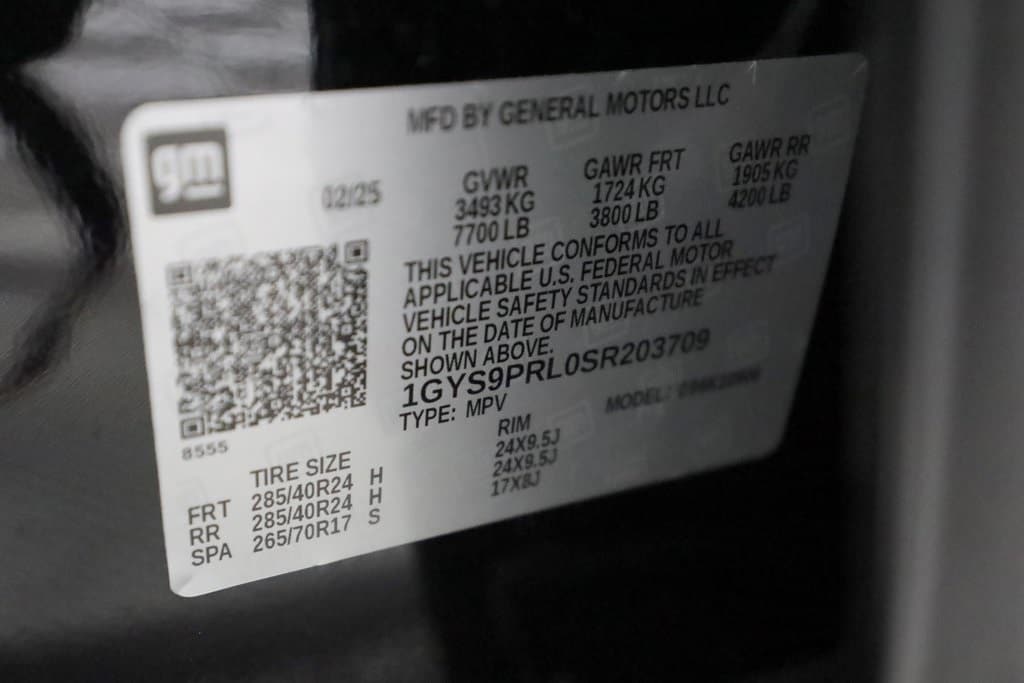 MFD BY GENERAL MOTORS LLC
gm
02/25
GVWR
3493 KG
7700 LB
GAWR FRT
1724 KG
3800 LB
GAWR RR
1905 KG
4200 LB
THIS VEHICLE CONFORMS TO ALL
APPLICABLE U.S. FEDERAL MOTOR
VEHICLE SAFETY STANDARDS IN EFFECT
ON THE DATE OF MANUFACTURE
SHOWN ABOVE.
1GYS9PRL0SR203709
TYPE: MPV
MODEL:
8555
TIRE SIZE
RIM
FRT 285/40R24 H 24X9.5J
RR 285/40R24 H 24X9.5J
SPA 265/70R17 S 17X8J